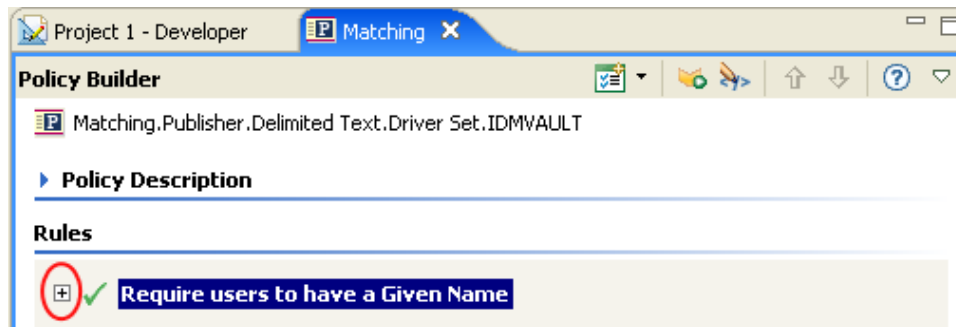 Project 1 - Developer
Matching
Policy Builder
Matching.Publisher.Delimited Text.Driver Set.IDMVAULT
Policy Description
Rules
Require users to have a Given Name